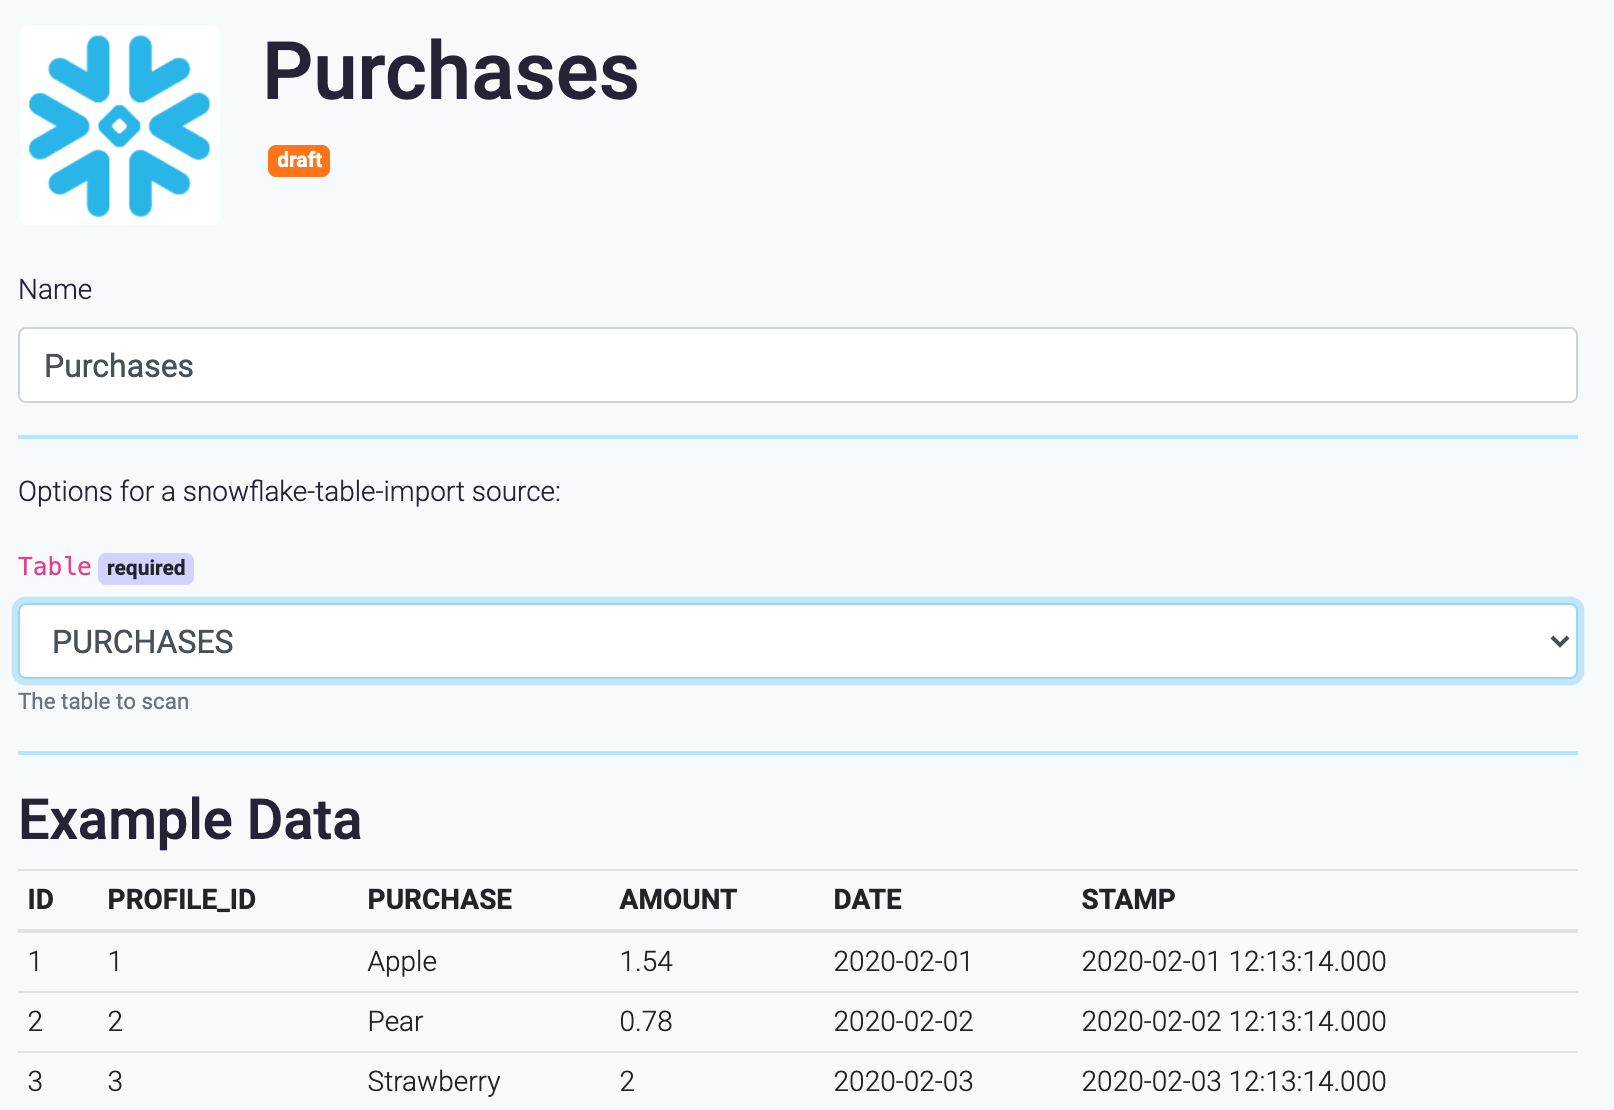 Purchases
draft
Name
Purchases
Options for a snowflake-table-import source:
Table required
PURCHASES
The table to scan
Example Data
ID PROFILE_ID PURCHASE AMOUNT DATE STAMP
1 1 Apple 1.54 2020-02-01 2020-02-01 12:13:14.000
2 2 Pear 0.78 2020-02-02 2020-02-02 12:13:14.000
3 3 Strawberry 2 2020-02-03 2020-02-03 12:13:14.000